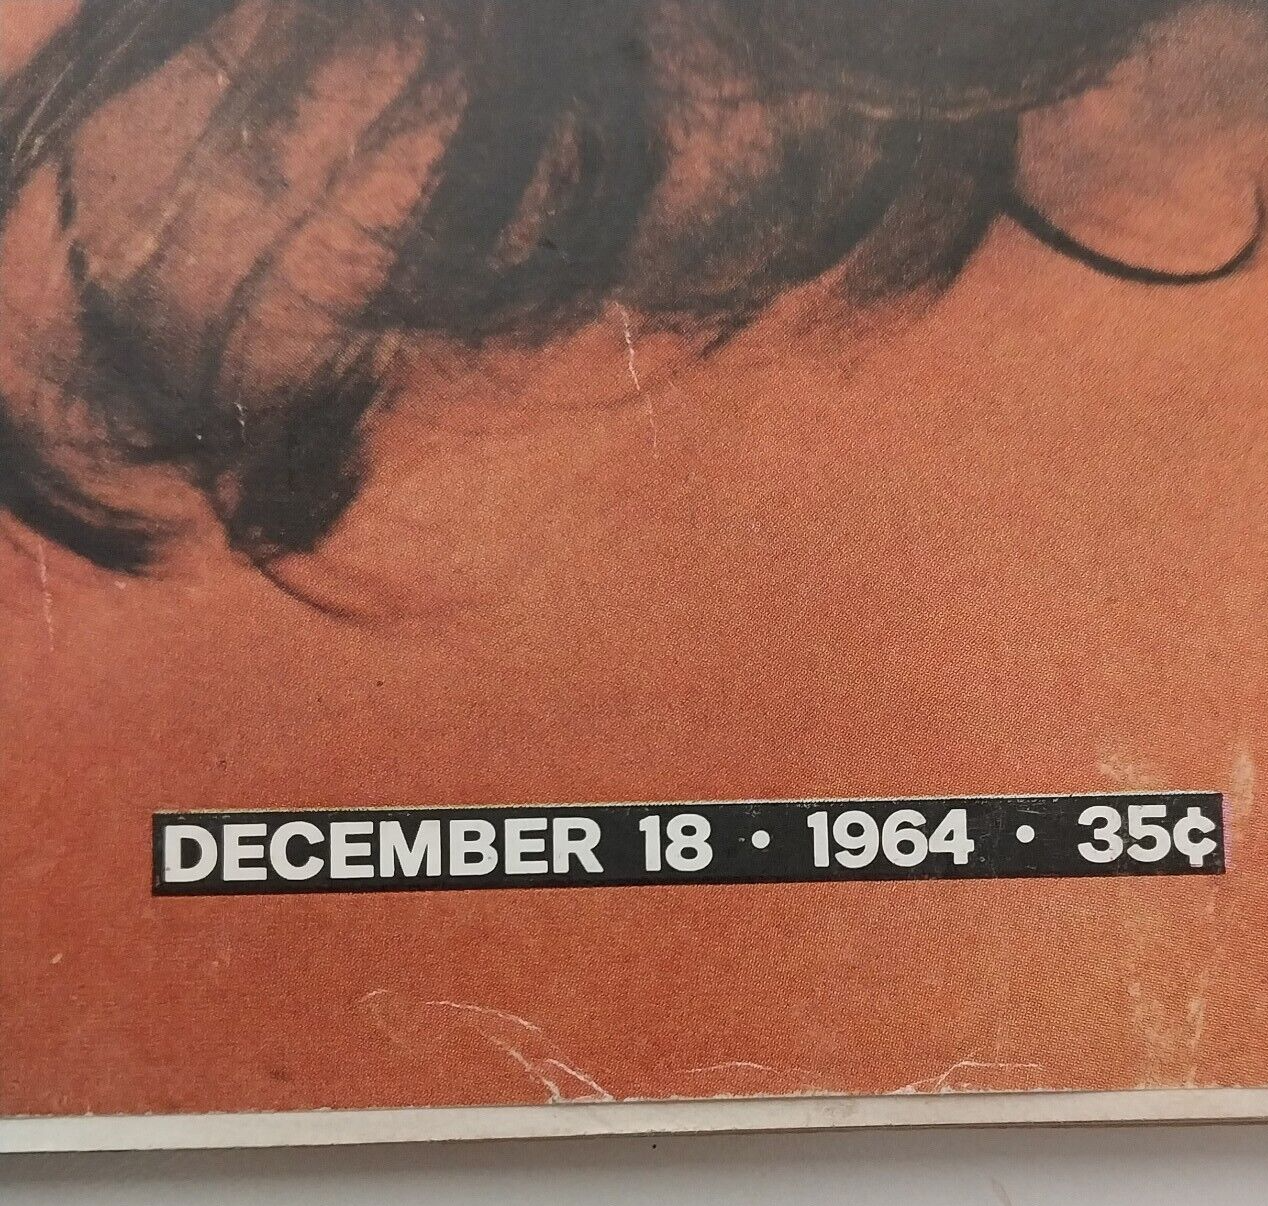 DECEMBER 18 • 1964 • 35¢